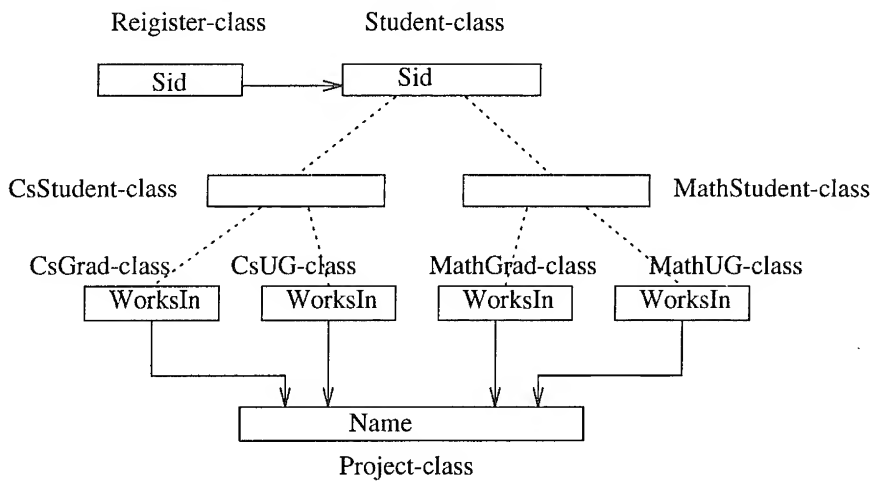 Reigister-class Student-class
Sid Sid
CsStudent-class MathStudent-class
CsGrad-class CsUG-class MathGrad-class MathUG-class
WorksIn WorksIn WorksIn WorksIn
Name
Project-class